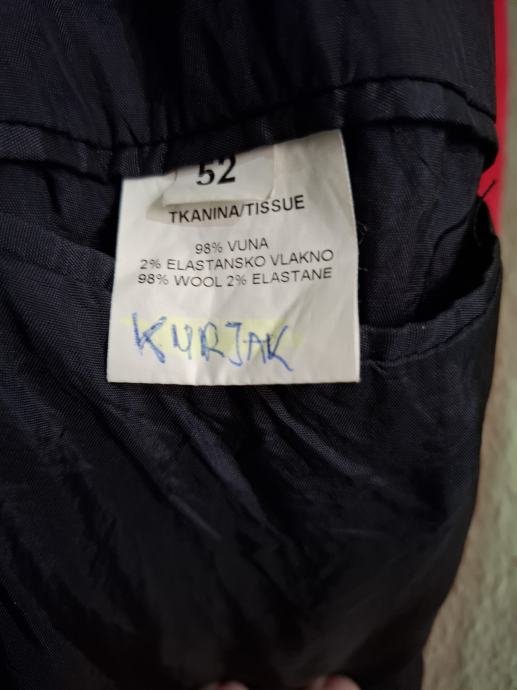 52
TKANINA/TISSUE
98% VUNA
2% ELASTANSKO VLAKNO
98% WOOL 2% ELASTANE
KURJAK